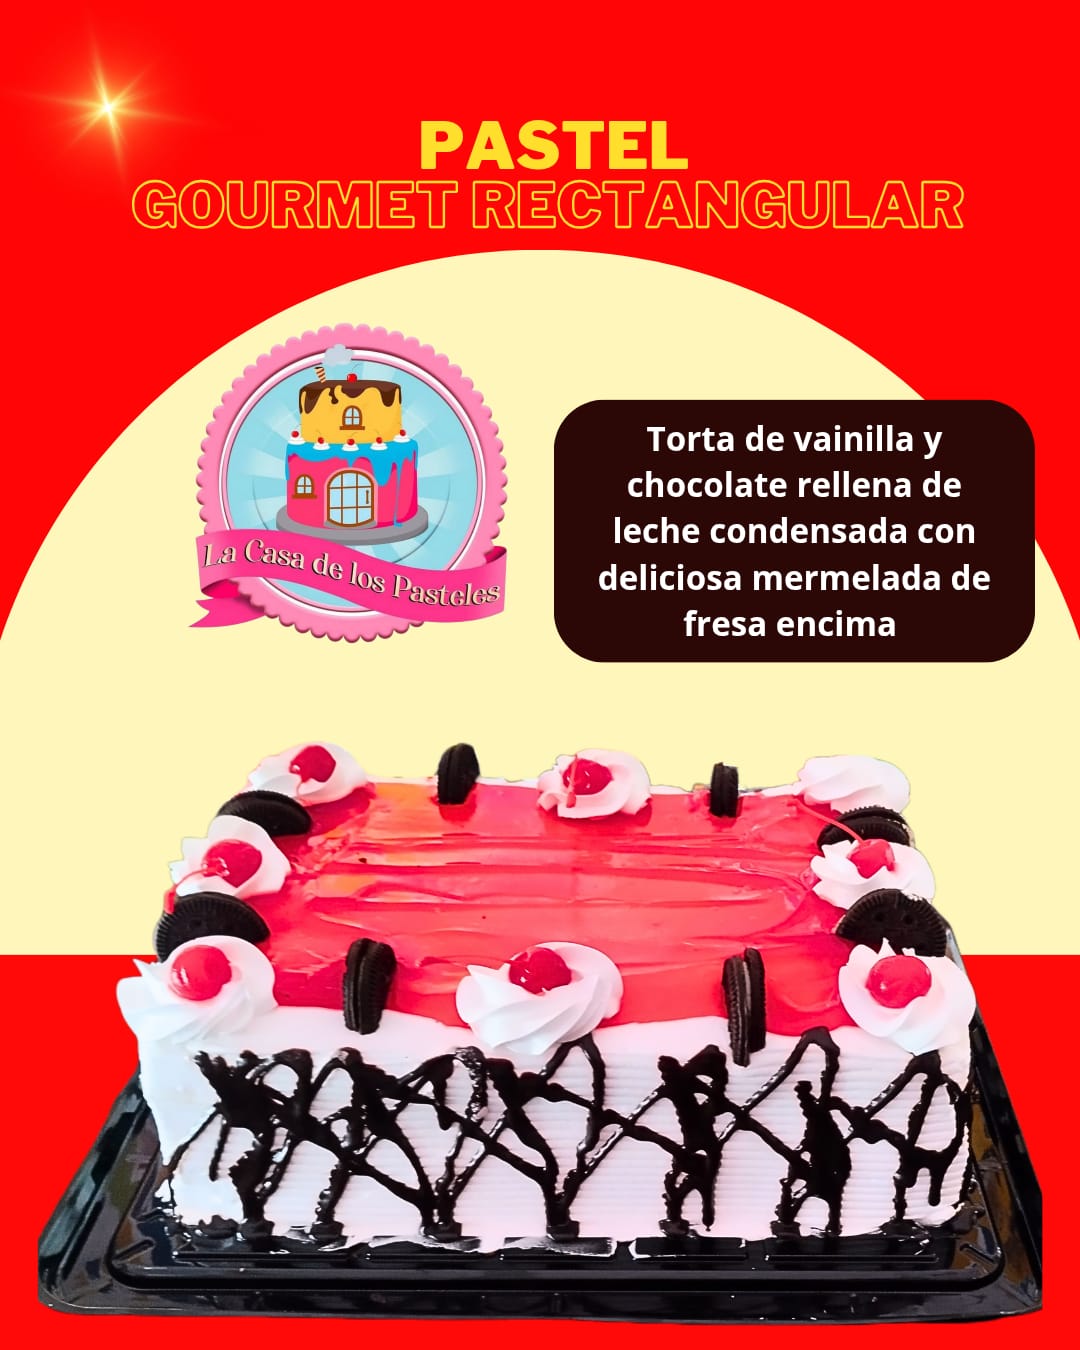 PASTEL
GOURMET RECTANGULAR
La Casa de los Pasteles
Torta de vainilla y
chocolate rellena de
leche condensada con
deliciosa mermelada de
fresa encima